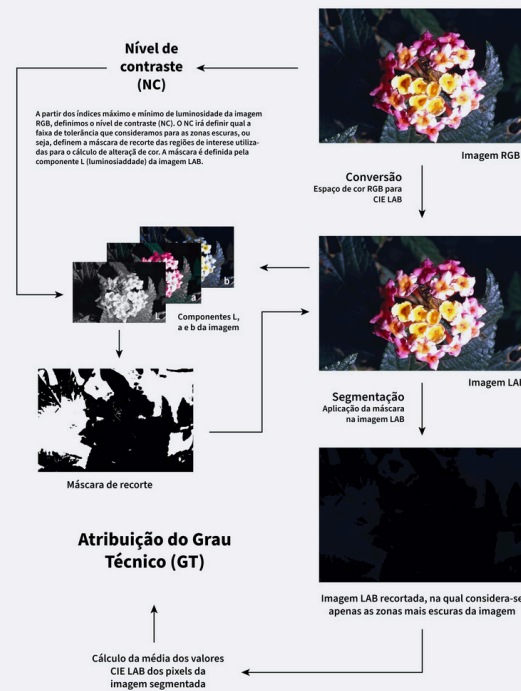 Nível de
contraste
(NC)
A partir dos índices máximo e mínimo de luminosidade da imagem
RGB, definimos o nível de contraste (NC). O NC irá definir qual a
faixa de tolerância que consideramos para as zonas escuras, ou
seja, definem a máscara de recorte das regiões de interesse utiliza-
das para o cálculo de alteraçã de cor. A máscara é definida pela
componente L (luminosiaddade) da imagem LAB.
Imagem RGB
Conversão
Espaço de cor RGB para
CIE LAB
L
a
b
Componentes L,
a e b da imagem
Imagem LAB
Segmentação
Aplicação da máscara
na imagem LAB
Máscara de recorte
Imagem LAB recortada, na qual considera-se
apenas as zonas mais escuras da imagem
Atribuição do Grau
Técnico (GT)
Cálculo da média dos valores
CIE LAB dos pixels da
imagem segmentada